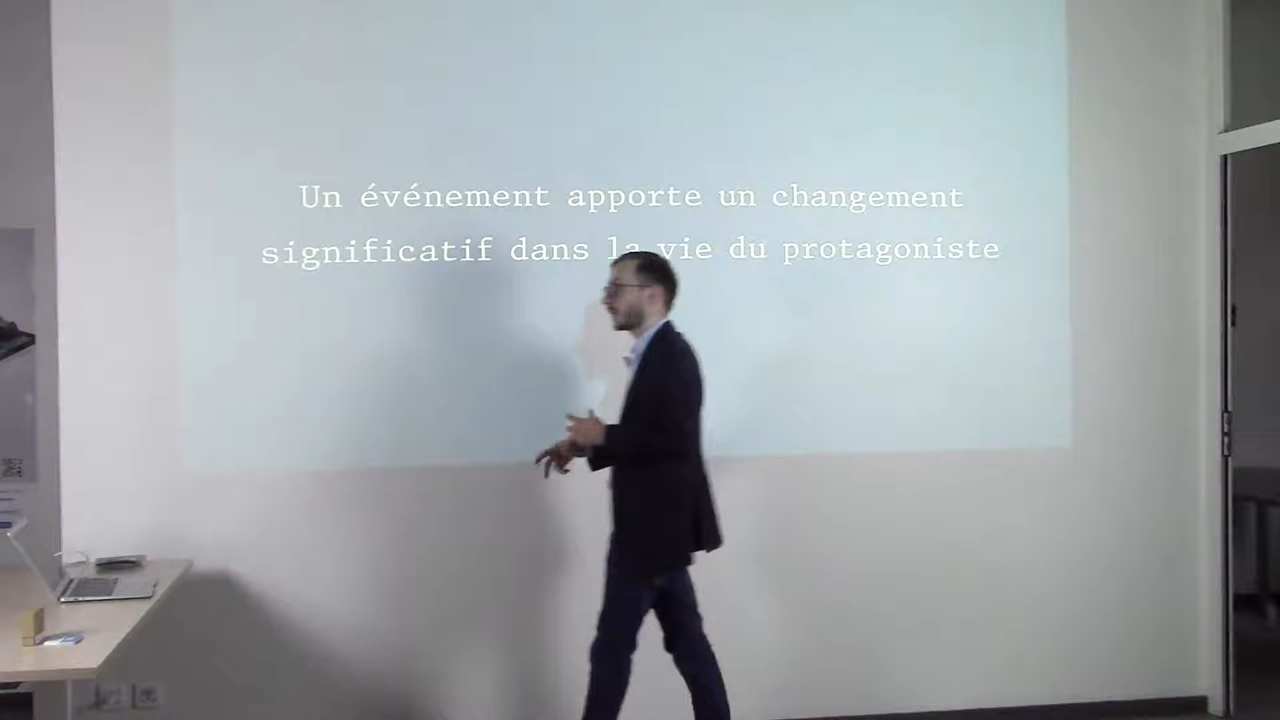 Un événement apporte un changement
significatif dans la vie du protagoniste